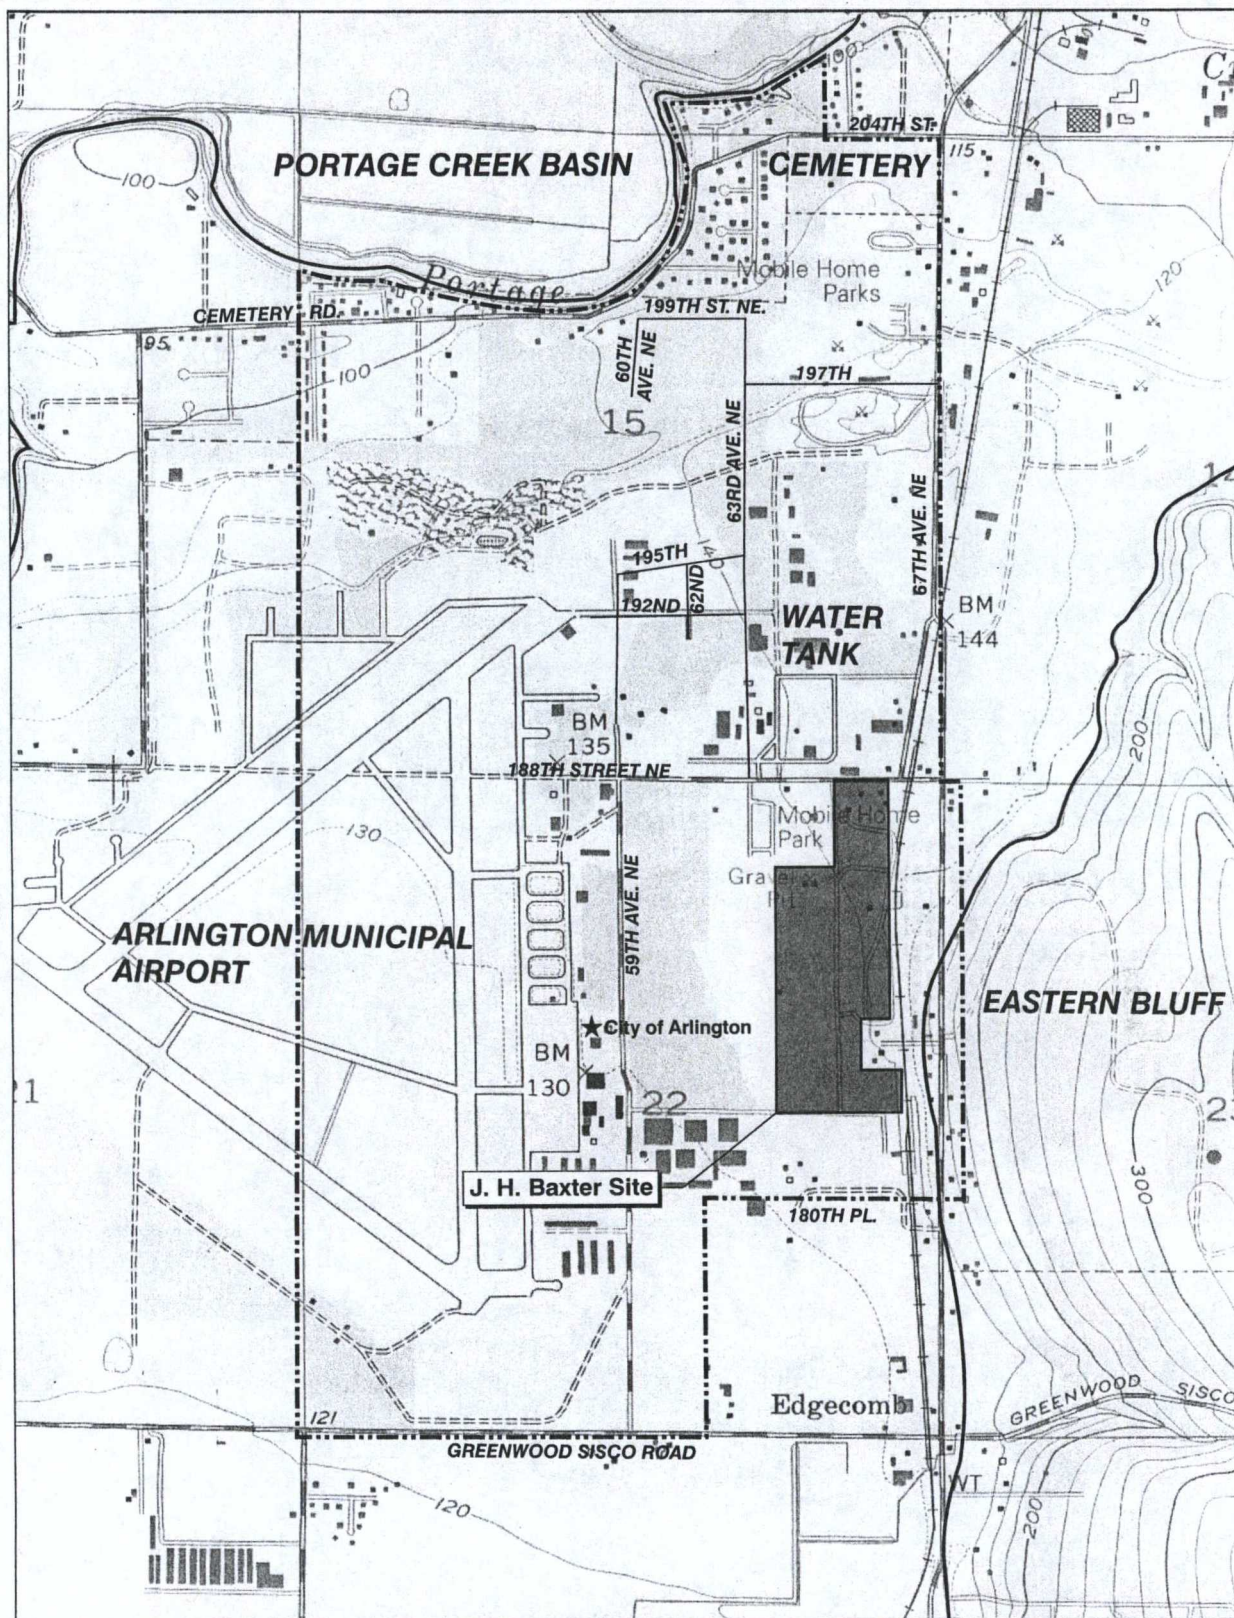 204TH ST.
115
PORTAGE CREEK BASIN
CEMETERY
100
Mobile Home
Parks
120
Portage
199TH ST. NE.
CEMETERY RD.
95
60TH
AVE. NE
100
197TH
15
63RD AVE. NE
67TH AVE. NE
140
195TH
62ND
192ND
WATER
TANK
BM
144
BM
135
200
188TH STREET NE
130
Mobile Home
Park
Gravel
Pit
59TH AVE. NE
ARLINGTON MUNICIPAL
AIRPORT
EASTERN BLUFF
City of Arlington
BM
130
22
J. H. Baxter Site
300
180TH PL.
Edgecomb
GREENWOOD SISCO
121
GREENWOOD SISCO ROAD
WT
120
200